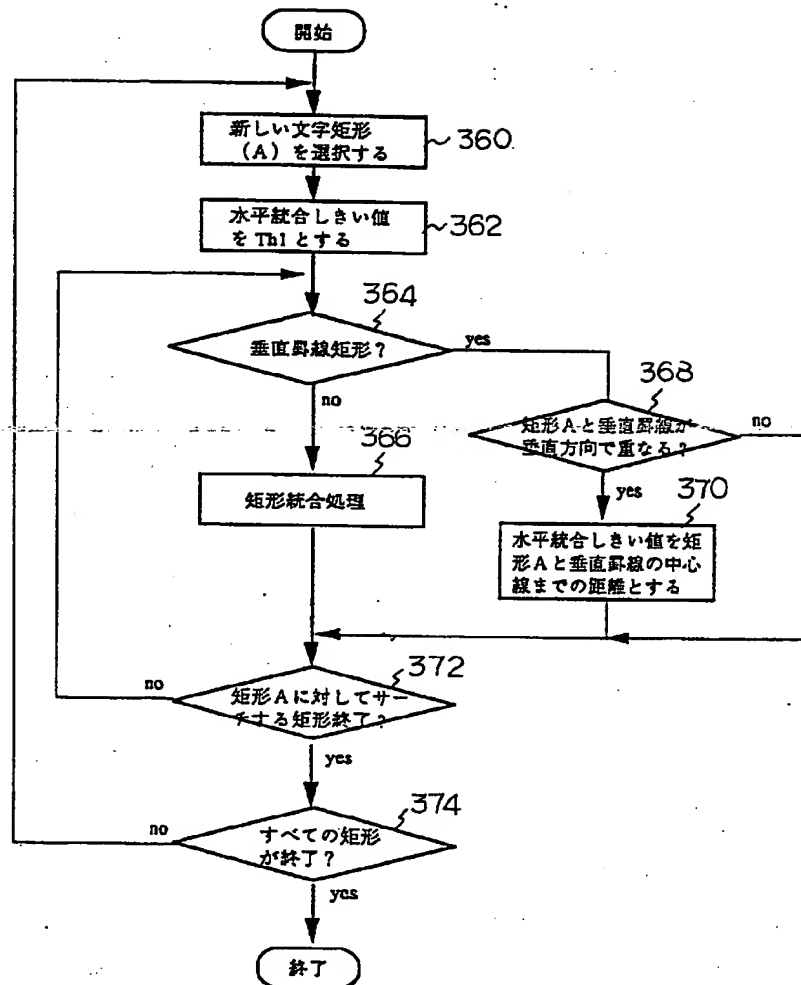 開始
新しい文字矩形
(A)を選択する
360
水平統合しきい値
をTh1とする
362
364
垂直罫線矩形?
yes
no
368
矩形Aと垂直罫線が
垂直方向で重なる?
no
yes
366
矩形統合処理
370
水平統合しきい値を矩
形Aと垂直罫線の中心
線までの距離とする
372
矩形Aに対してサー
チする矩形終了?
no
yes
374
すべての矩形
が終了?
no
yes
終了